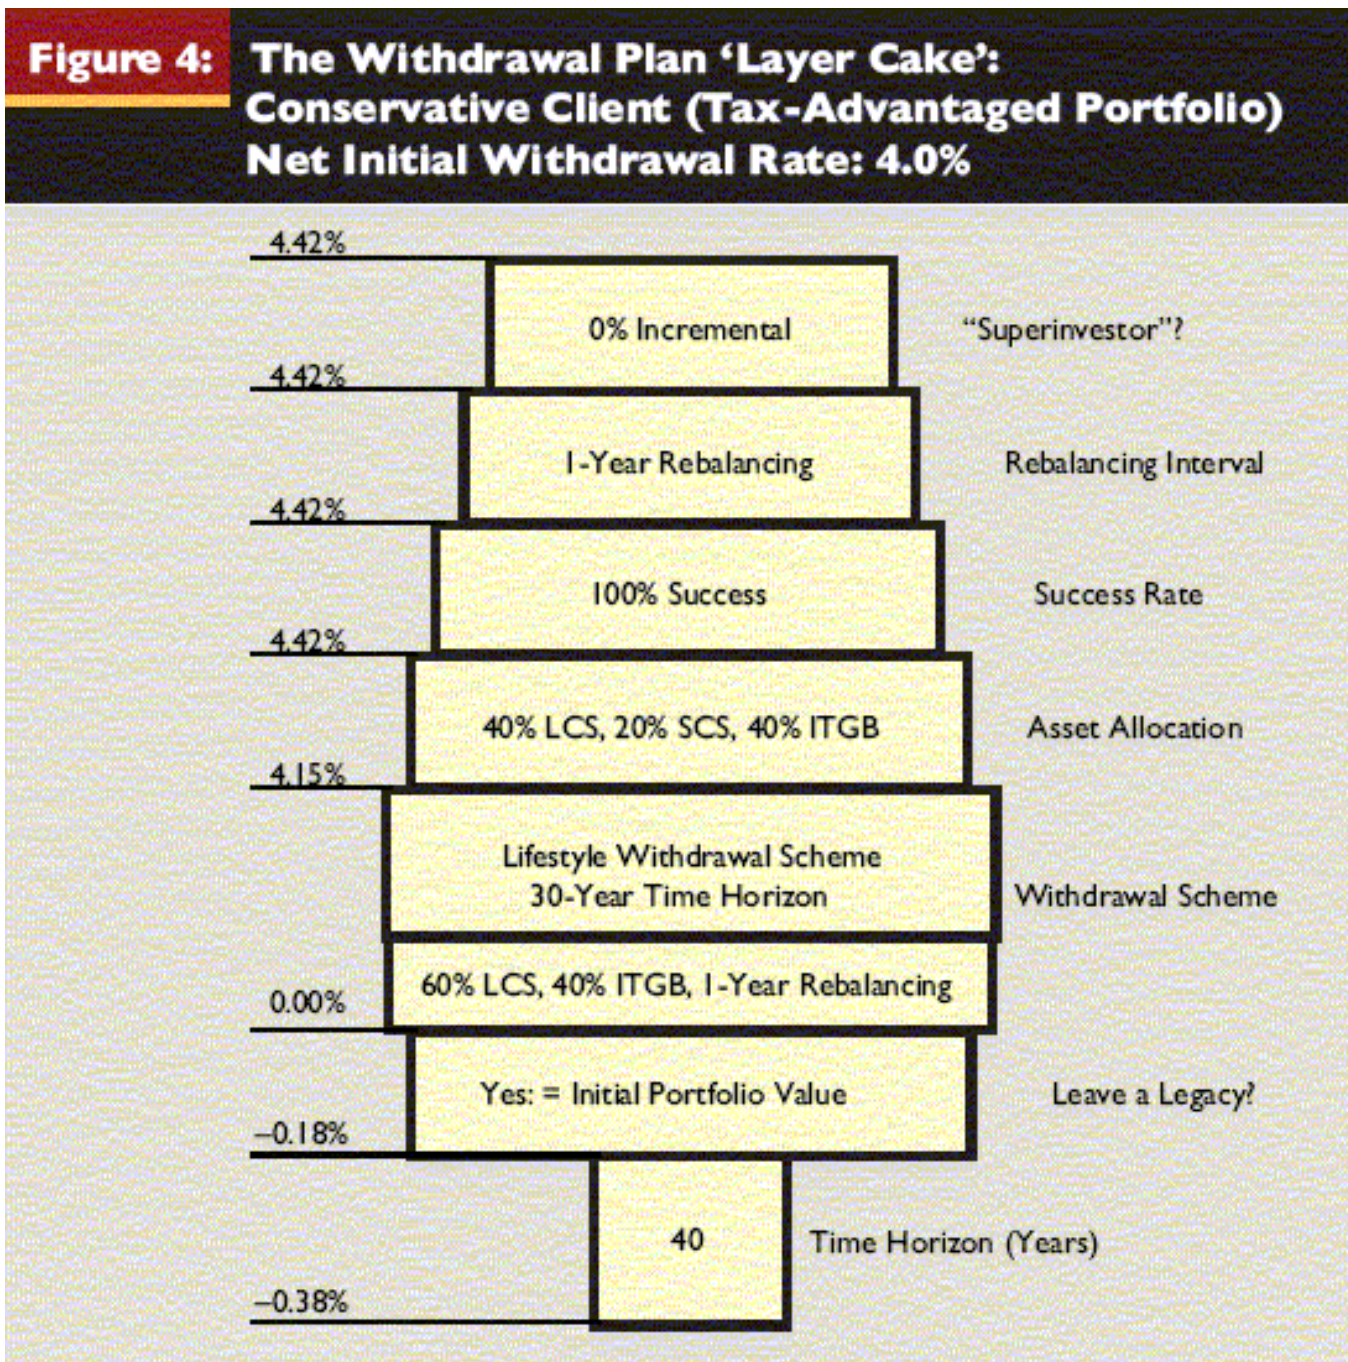 Figure 4: The Withdrawal Plan ‘Layer Cake’:
Conservative Client (Tax-Advantaged Portfolio)
Net Initial Withdrawal Rate: 4.0%
4.42%
0% Incremental “Superinvestor”?
4.42%
1-Year Rebalancing Rebalancing Interval
4.42%
100% Success Success Rate
4.42%
40% LCS, 20% SCS, 40% ITGB Asset Allocation
4.15%
Lifestyle Withdrawal Scheme
30-Year Time Horizon Withdrawal Scheme
60% LCS, 40% ITGB, 1-Year Rebalancing
0.00%
Yes: = Initial Portfolio Value Leave a Legacy?
–0.18%
40 Time Horizon (Years)
–0.38%